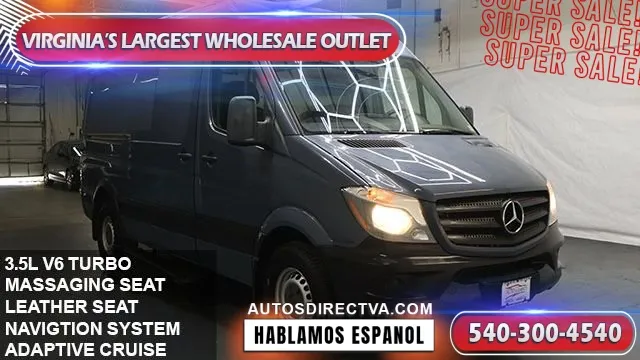 VIRGINIA'S LARGEST WHOLESALE OUTLET
SUPER SALE!
SUPER SALE!
SUPER SALE!
3.5L V6 TURBO
MASSAGING SEAT
LEATHER SEAT
NAVIGTION SYSTEM
ADAPTIVE CRUISE
AUTOSDIRECTVA.COM
HABLAMOS ESPANOL
540-300-4540